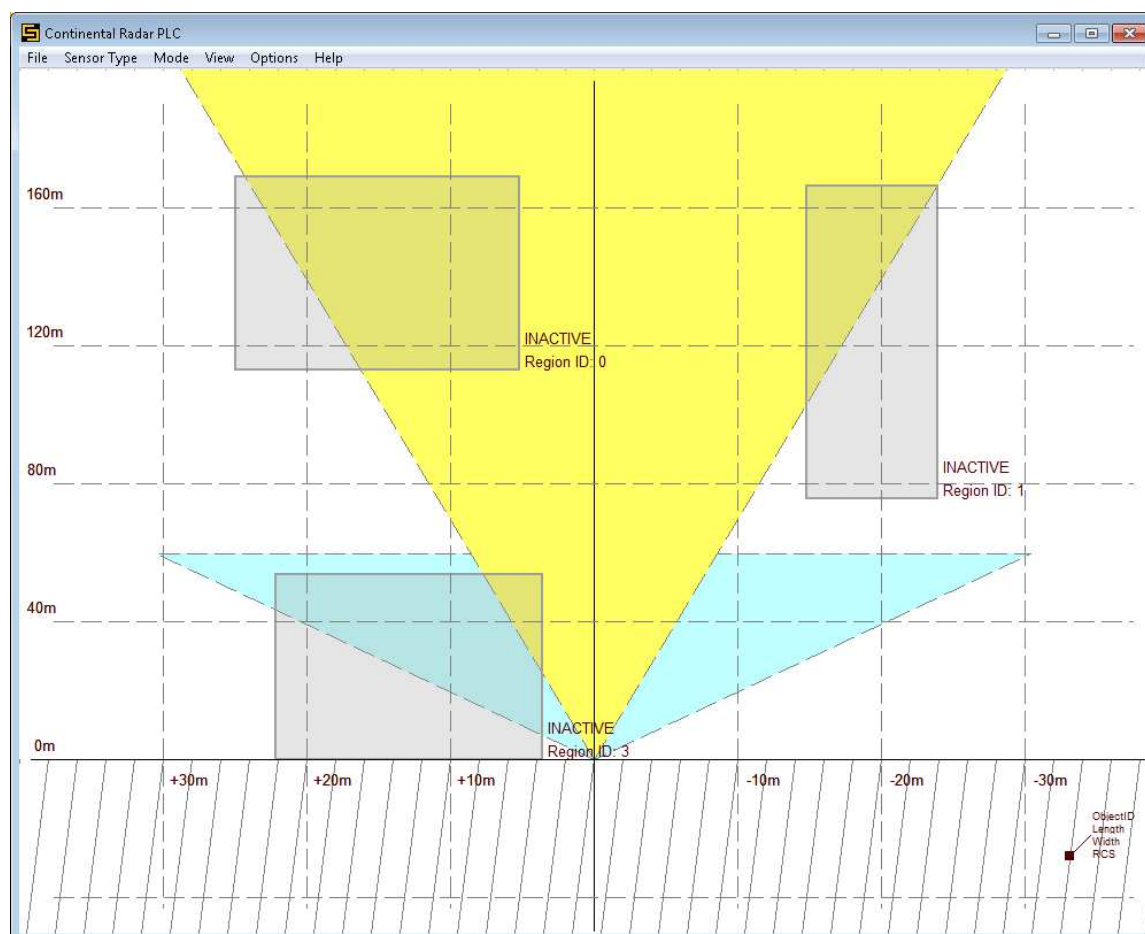 Continental Radar PLC
File Sensor Type Mode View Options Help
160m
120m
INACTIVE
Region ID: 0
80m
INACTIVE
Region ID: 1
40m
INACTIVE
Region ID: 3
0m
+30m +20m +10m -10m -20m -30m
ObjectID
Length
Width
RCS